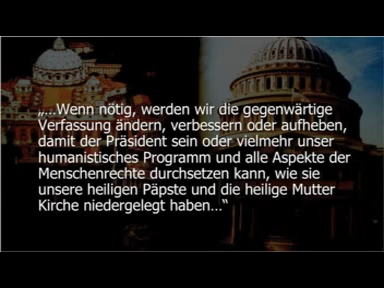 „…Wenn nötig, werden wir die gegenwärtige
Verfassung ändern, verbessern oder aufheben,
damit der Präsident sein oder vielmehr unser
humanistisches Programm und alle Aspekte der
Menschenrechte durchsetzen kann, wie sie
unsere heiligen Päpste und die heilige Mutter
Kirche niedergelegt haben…“